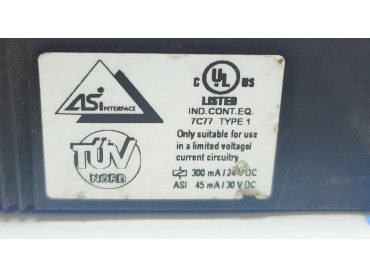 ASi INTERFACE
TÜV
NORD
C UL US
LISTED
IND.CONT.EQ.
7C77 TYPE 1
Only suitable for use
in a limited voltage/
current circuitry
300 mA / 24 V DC
ASI 45 mA / 30 V DC